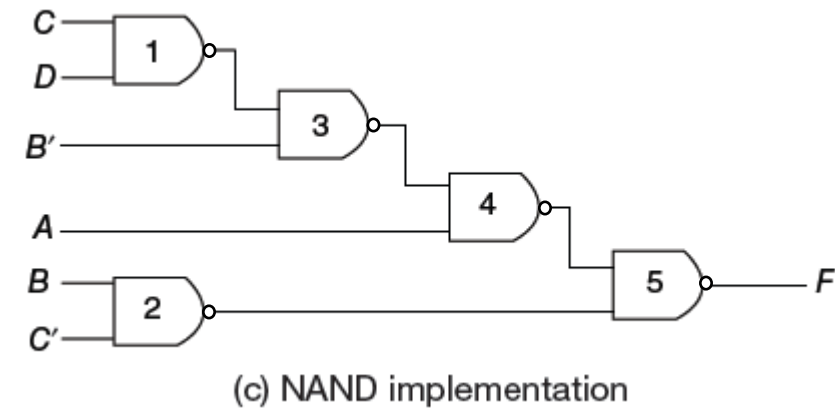 C
1
D
3
B′
4
A
B
2
5
F
C′
(c) NAND implementation